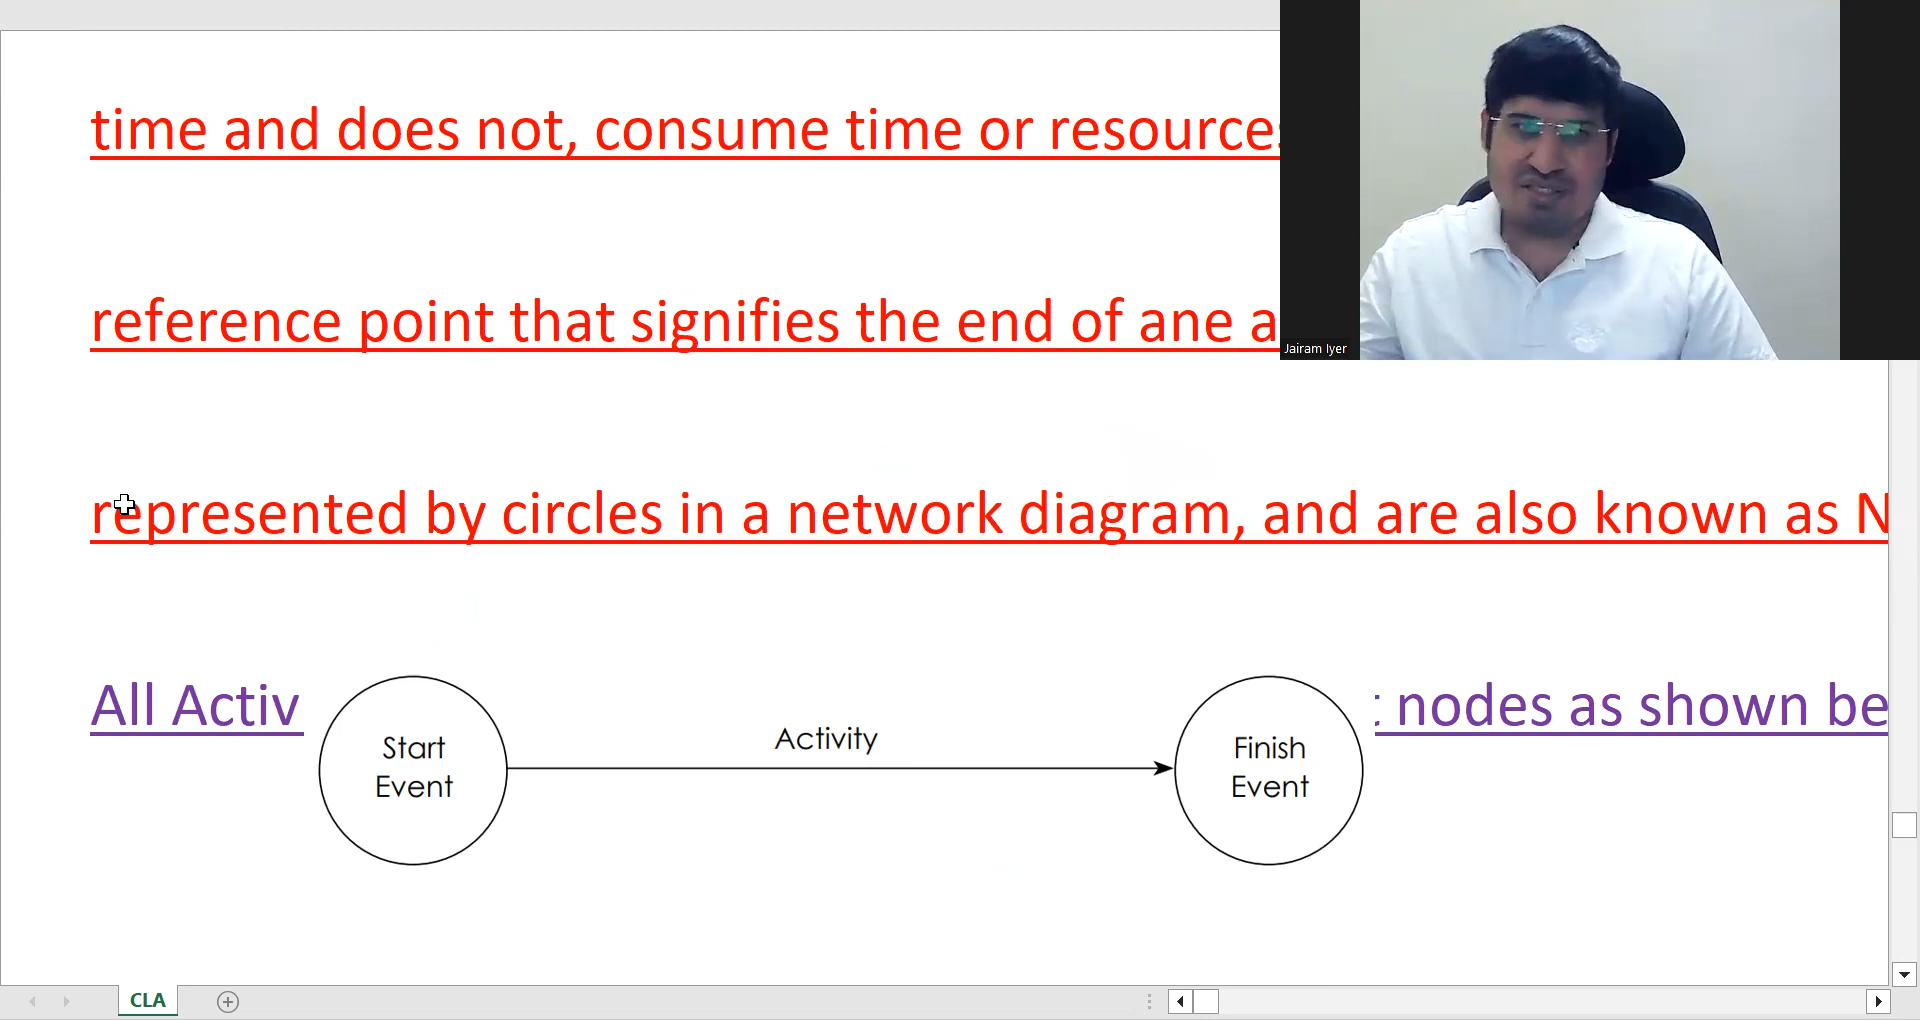 time and does not, consume time or resources
Jairam Iyer
reference point that signifies the end of ane a
represented by circles in a network diagram, and are also known as N
All Activ
nodes as shown be
Start
Event
Activity
Finish
Event
CLA